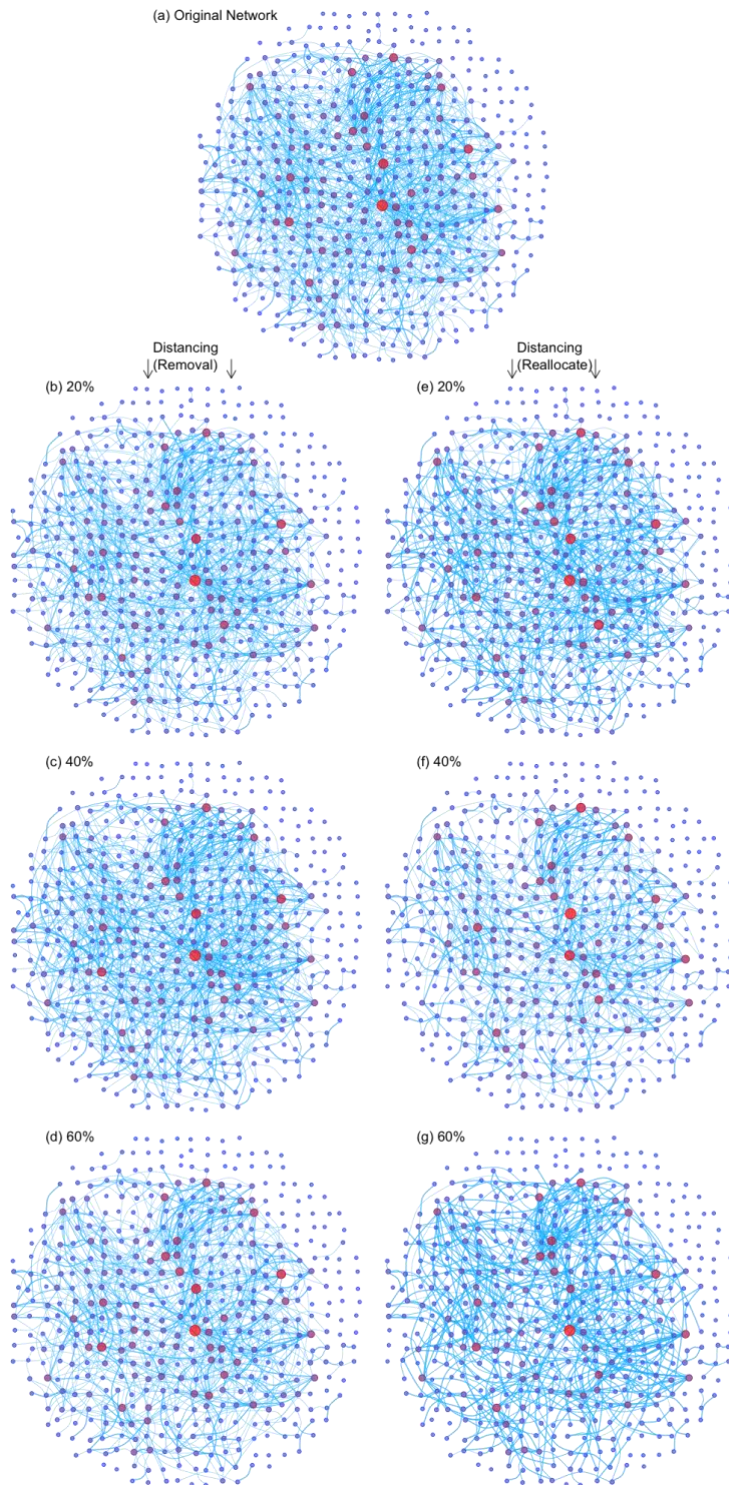 (a) Original Network
Distancing
(Removal)
Distancing
(Reallocate)
(b) 20%
(e) 20%
(c) 40%
(f) 40%
(d) 60%
(g) 60%